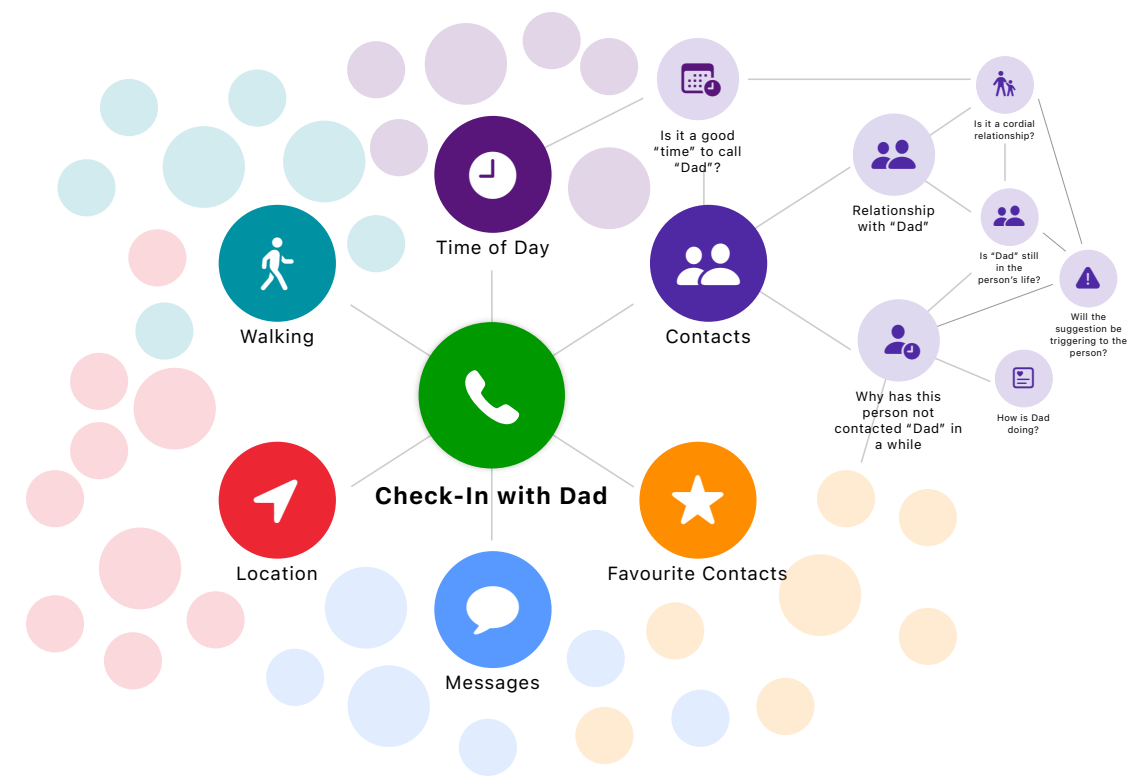 Is it a good
“time” to call
“Dad”?
Is it a cordial
relationship?
Relationship
with “Dad”
Time of Day
Is “Dad” still
in the
person’s life?
Walking
Contacts
Will the
suggestion be
triggering to the
person?
Why has this
person not
contacted “Dad” in
a while
How is Dad
doing?
Check-In with Dad
Location
Favourite Contacts
Messages